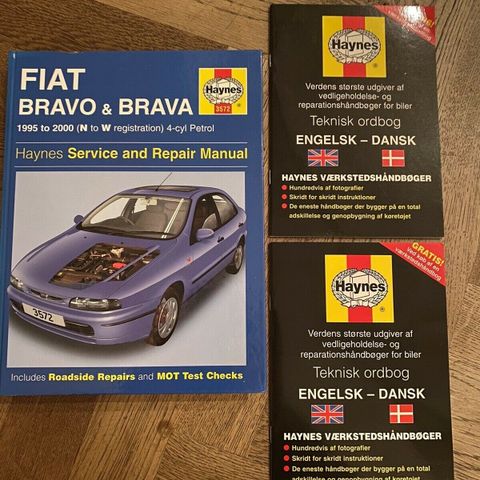 FIAT
BRAVO & BRAVA
Haynes
3572
1995 to 2000 (N to W registration) 4-cyl Petrol
Haynes Service and Repair Manual
3572
Includes Roadside Repairs and MOT Test Checks
Haynes
®
Verdens største udgiver af
vedligeholdelse- og
reparationshåndbøger for biler
Teknisk ordbog
ENGELSK – DANSK
HAYNES VÆRKSTEDSHÅNDBØGER
Hundredvis af fotografier
Skridt for skridt instruktioner
De eneste håndbøger der bygger på en total
adskillelse og genopbygning af køretøjet
GRATIS!
Ved køb af en
værkstedshåndbog
Haynes
®
Verdens største udgiver af
vedligeholdelse- og
reparationshåndbøger for biler
Teknisk ordbog
ENGELSK – DANSK
HAYNES VÆRKSTEDSHÅNDBØGER
Hundredvis af fotografier
Skridt for skridt instruktioner
De eneste håndbøger der bygger på en total
adskillelse og genopbygning af køretøjet